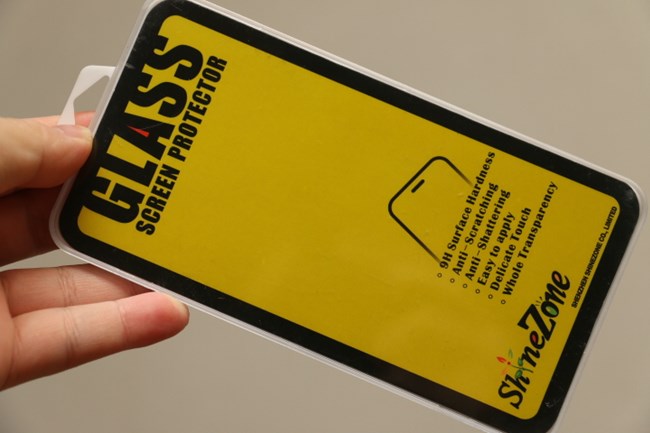 GLASS
SCREEN PROTECTOR
9H Surface Hardness
Anti-Scratching
Anti-Shattering
Easy to apply
Delicate Touch
Whole Transparency
ShineZone
SHENZHEN SHINEZONE CO., LIMITED